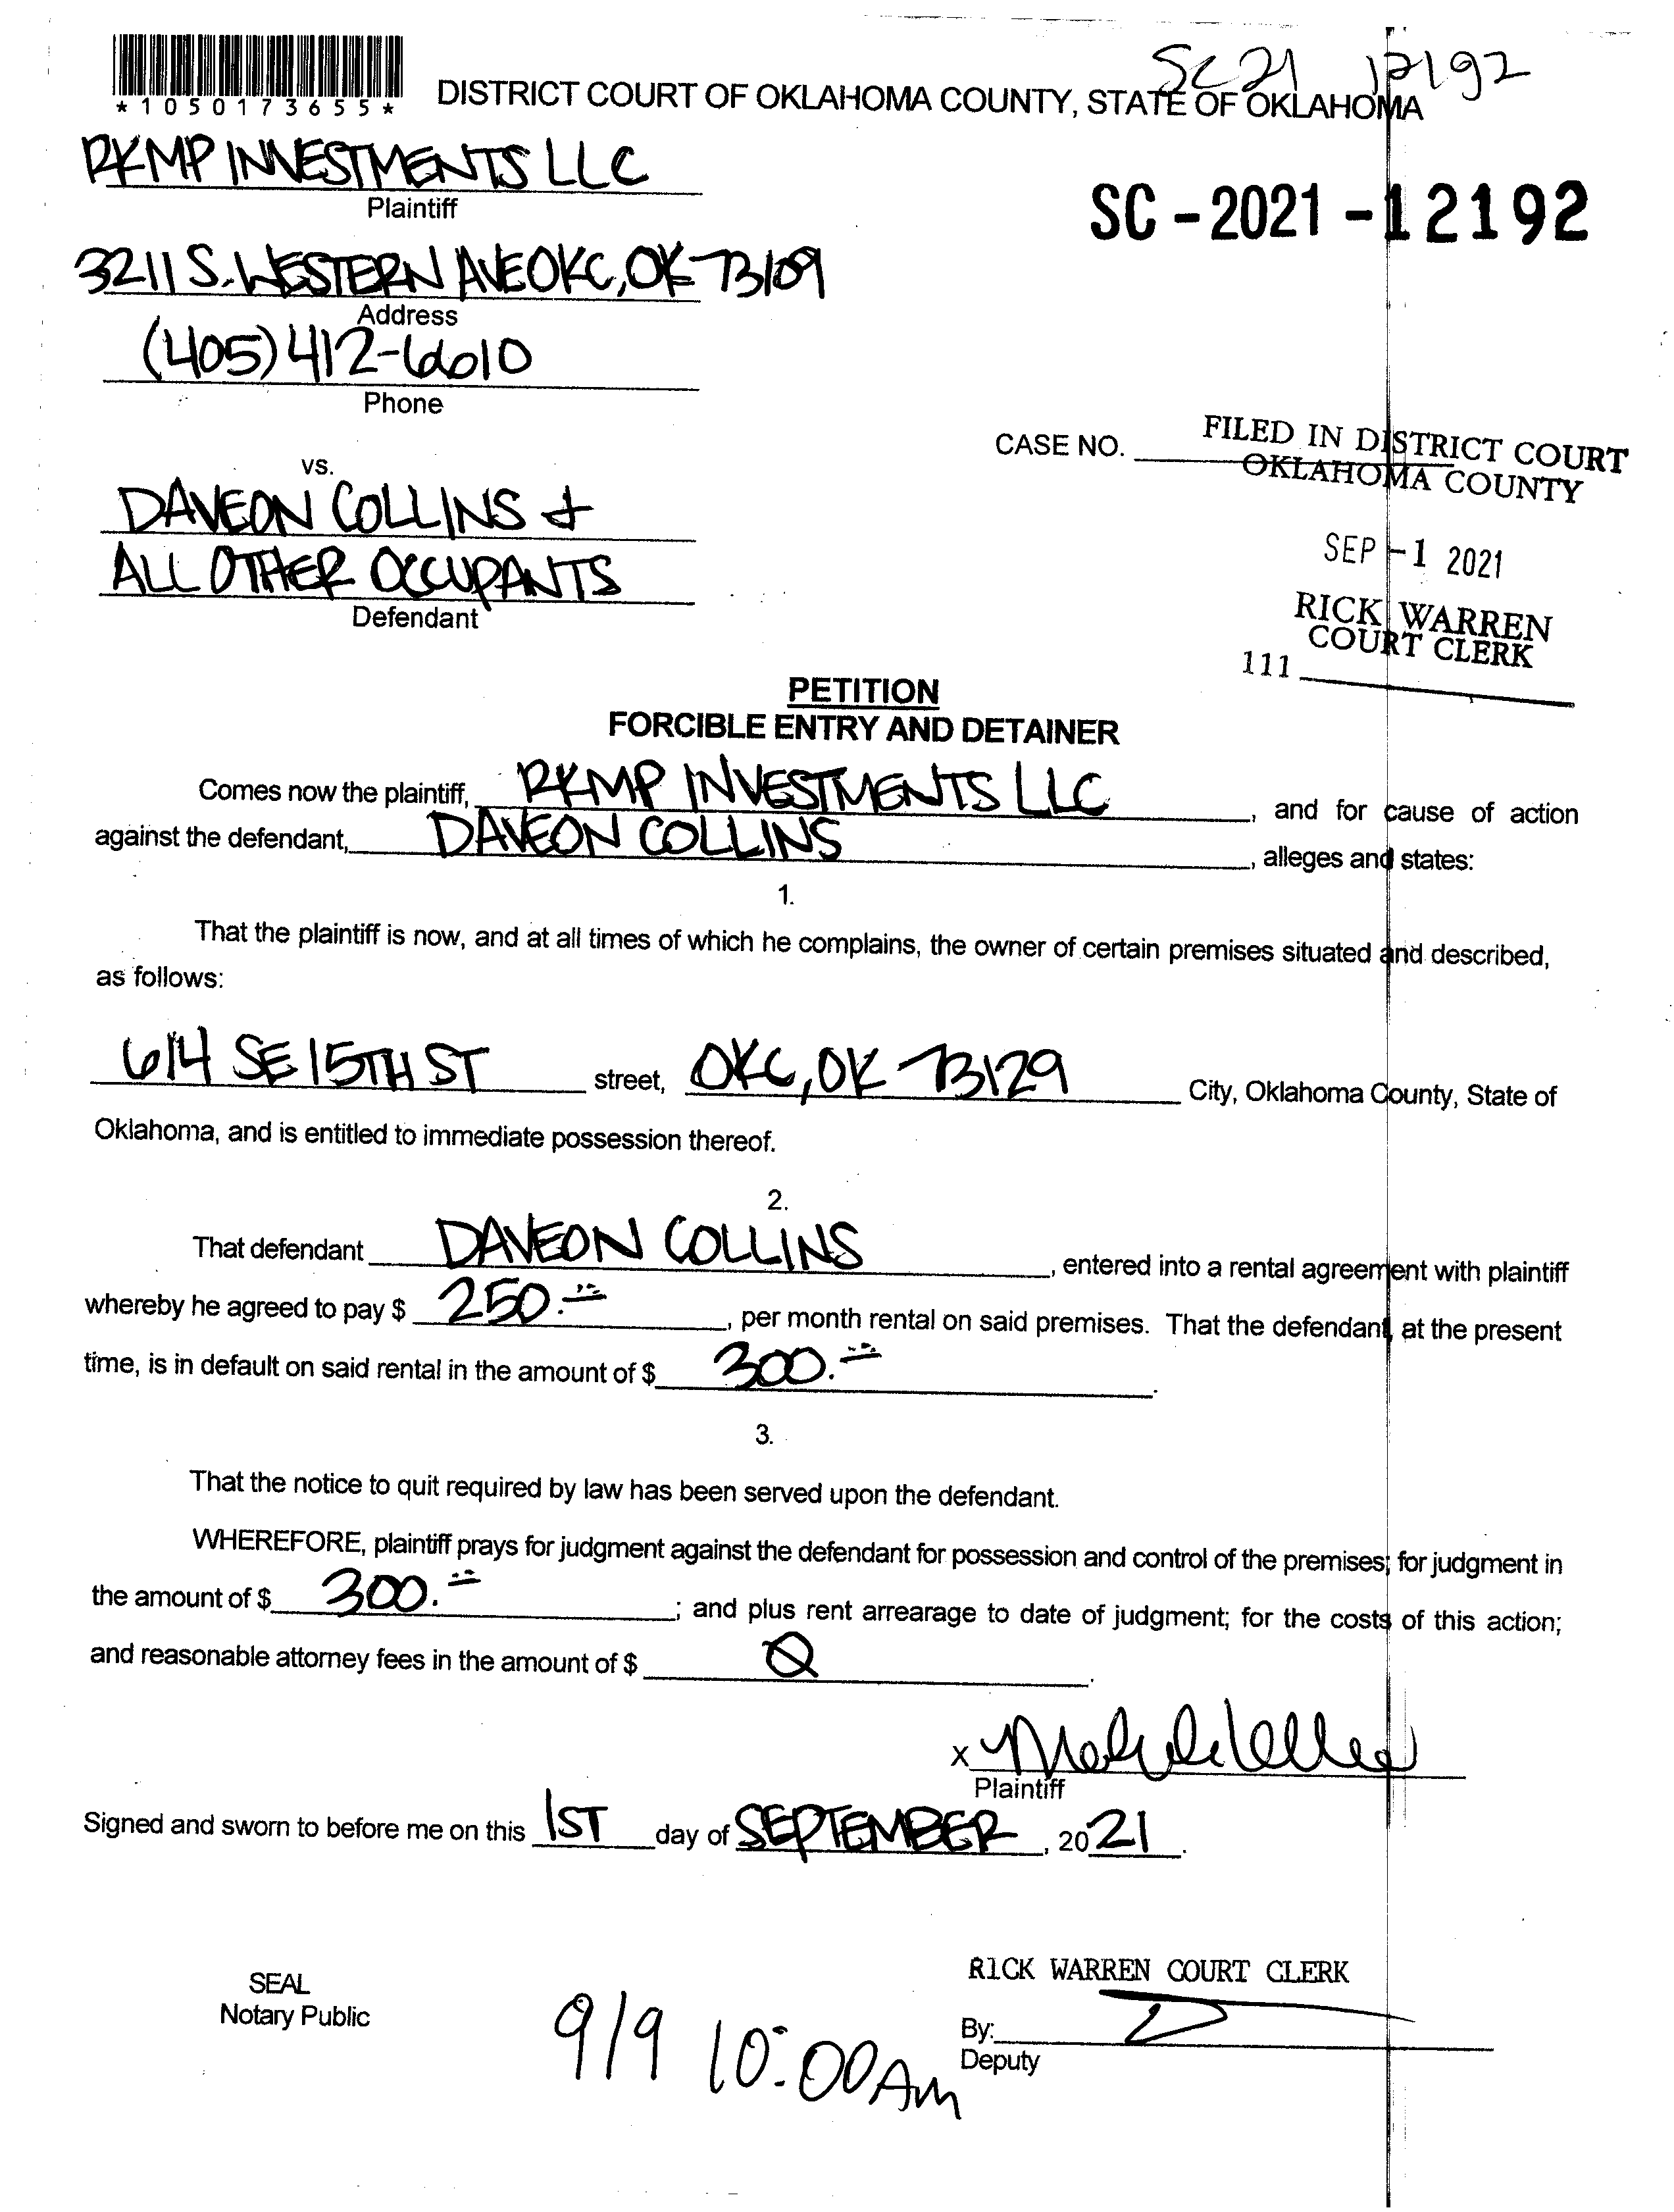 SC21 12192
*1050173655*
DISTRICT COURT OF OKLAHOMA COUNTY, STATE OF OKLAHOMA
RKMP INVESTMENTS LLC
Plaintiff
SC-2021-12192
3211 S. WESTERN AVE OKC, OK 73109
Address
(405) 412-6610
Phone
CASE NO.
FILED IN DISTRICT COURT
OKLAHOMA COUNTY
vs.
DAVEON COLLINS &
ALL OTHER OCCUPANTS
Defendant
SEP -1 2021
RICK WARREN
COURT CLERK
111
PETITION
FORCIBLE ENTRY AND DETAINER
Comes now the plaintiff, RKMP INVESTMENTS LLC, and for cause of action
against the defendant, DAVEON COLLINS, alleges and states:
1.
That the plaintiff is now, and at all times of which he complains, the owner of certain premises situated and described,
as follows:
614 SE 15TH ST street, OKC, OK 73129 City, Oklahoma County, State of
Oklahoma, and is entitled to immediate possession thereof.
2.
That defendant DAVEON COLLINS, entered into a rental agreement with plaintiff
whereby he agreed to pay $ 250.--, per month rental on said premises. That the defendant, at the present
time, is in default on said rental in the amount of $ 300.--.
3.
That the notice to quit required by law has been served upon the defendant.
WHEREFORE, plaintiff prays for judgment against the defendant for possession and control of the premises; for judgment in
the amount of $ 300.--; and plus rent arrearage to date of judgment; for the costs of this action;
and reasonable attorney fees in the amount of $ Ø.
X
Plaintiff
Signed and sworn to before me on this 1ST day of SEPTEMBER, 2021.
RICK WARREN COURT CLERK
SEAL
Notary Public
9/9 10:00AM
By:
Deputy